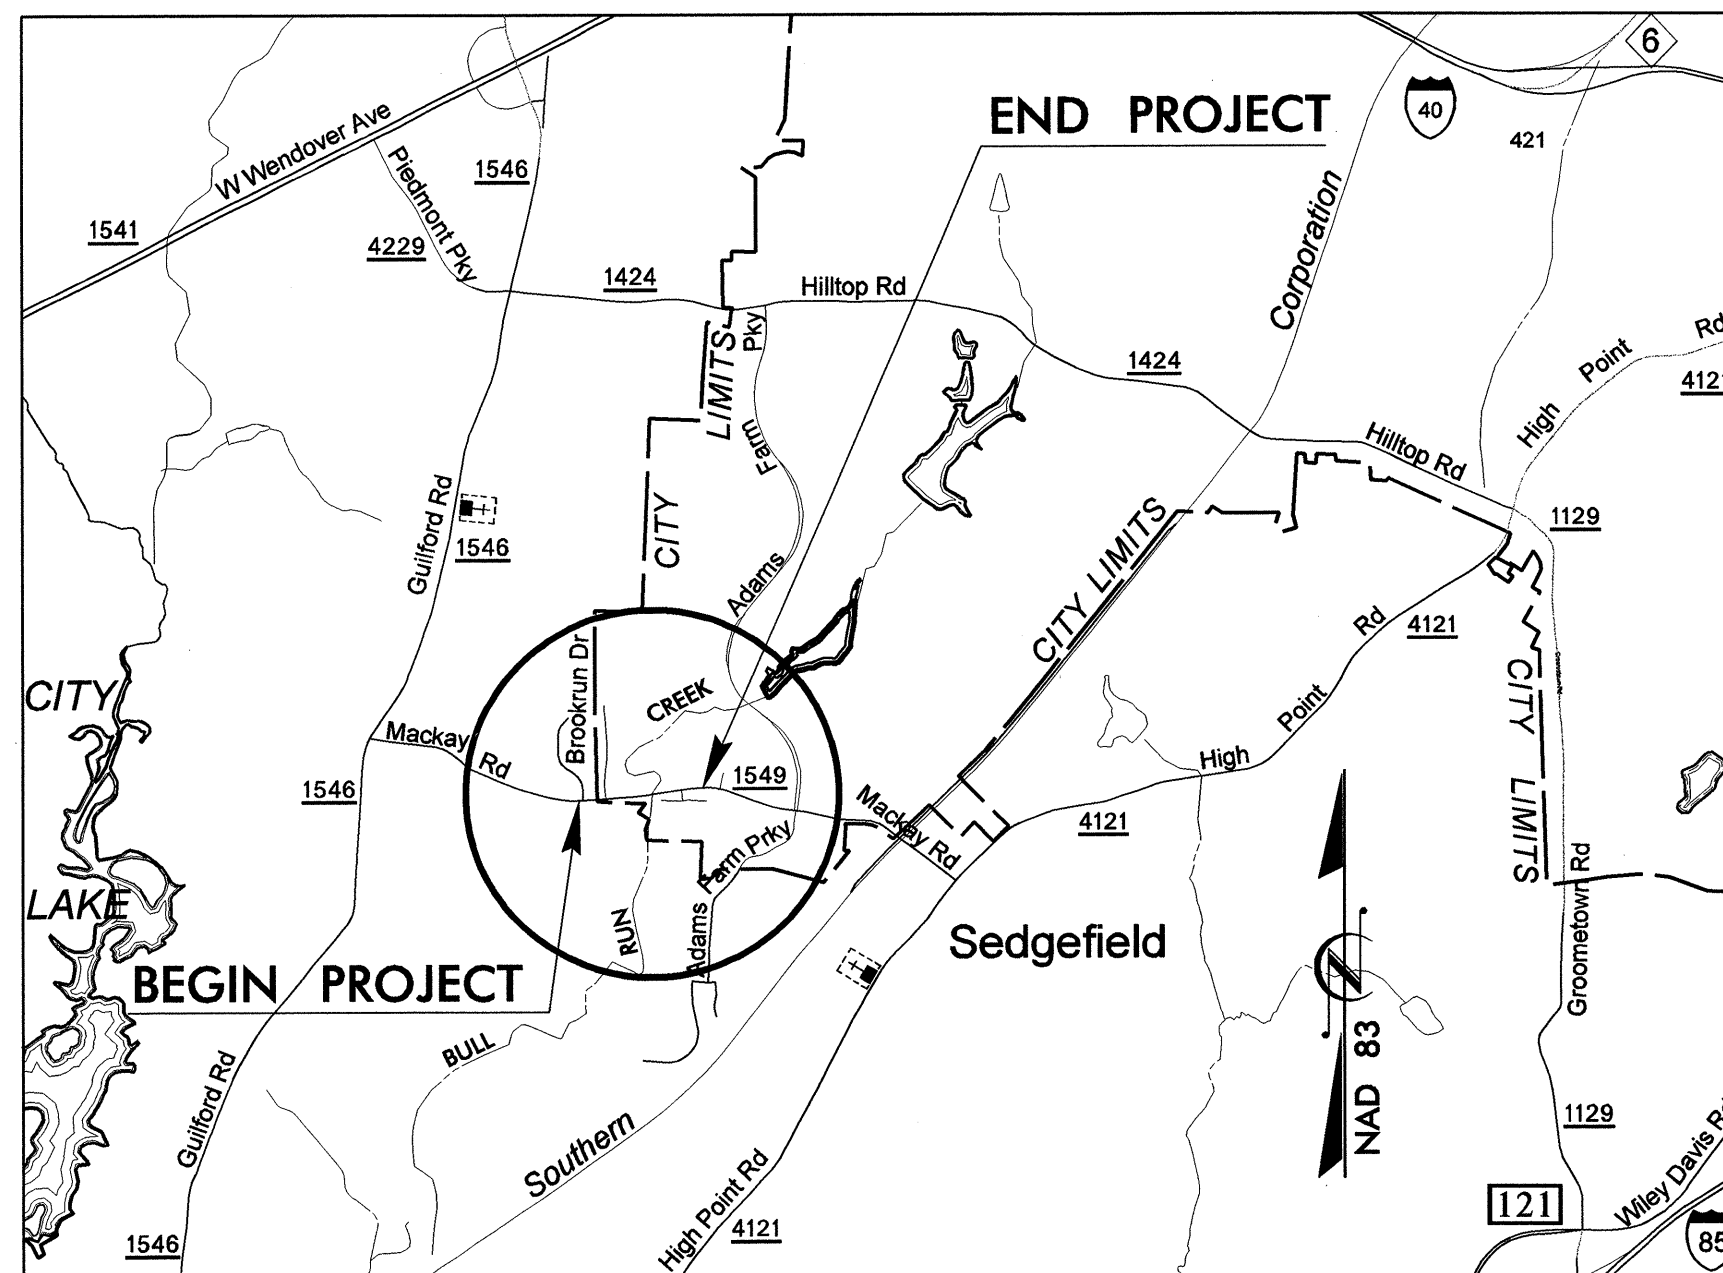 6
40
END PROJECT
421
W Wendover Ave
Piedmont Pky
1546
1541
4229
1424
Hilltop Rd
Corporation
Rd
Point
High
4121
1424
Hilltop Rd
LIMITS
Pky
Farm
Adams
CITY
Guilford Rd
1546
1129
CITY LIMITS
Rd
4121
Point
High
CITY
LIMITS
CITY
LAKE
Brookrun Dr
CREEK
Mackay
Rd
1549
1546
Mackay Rd
4121
Adams Farm Prky
RUN
Groometown Rd
Sedgefield
BEGIN PROJECT
N
NAD 83
BULL
Guilford Rd
Southern
1129
High Point Rd
4121
1546
121
Wiley Davis R
85